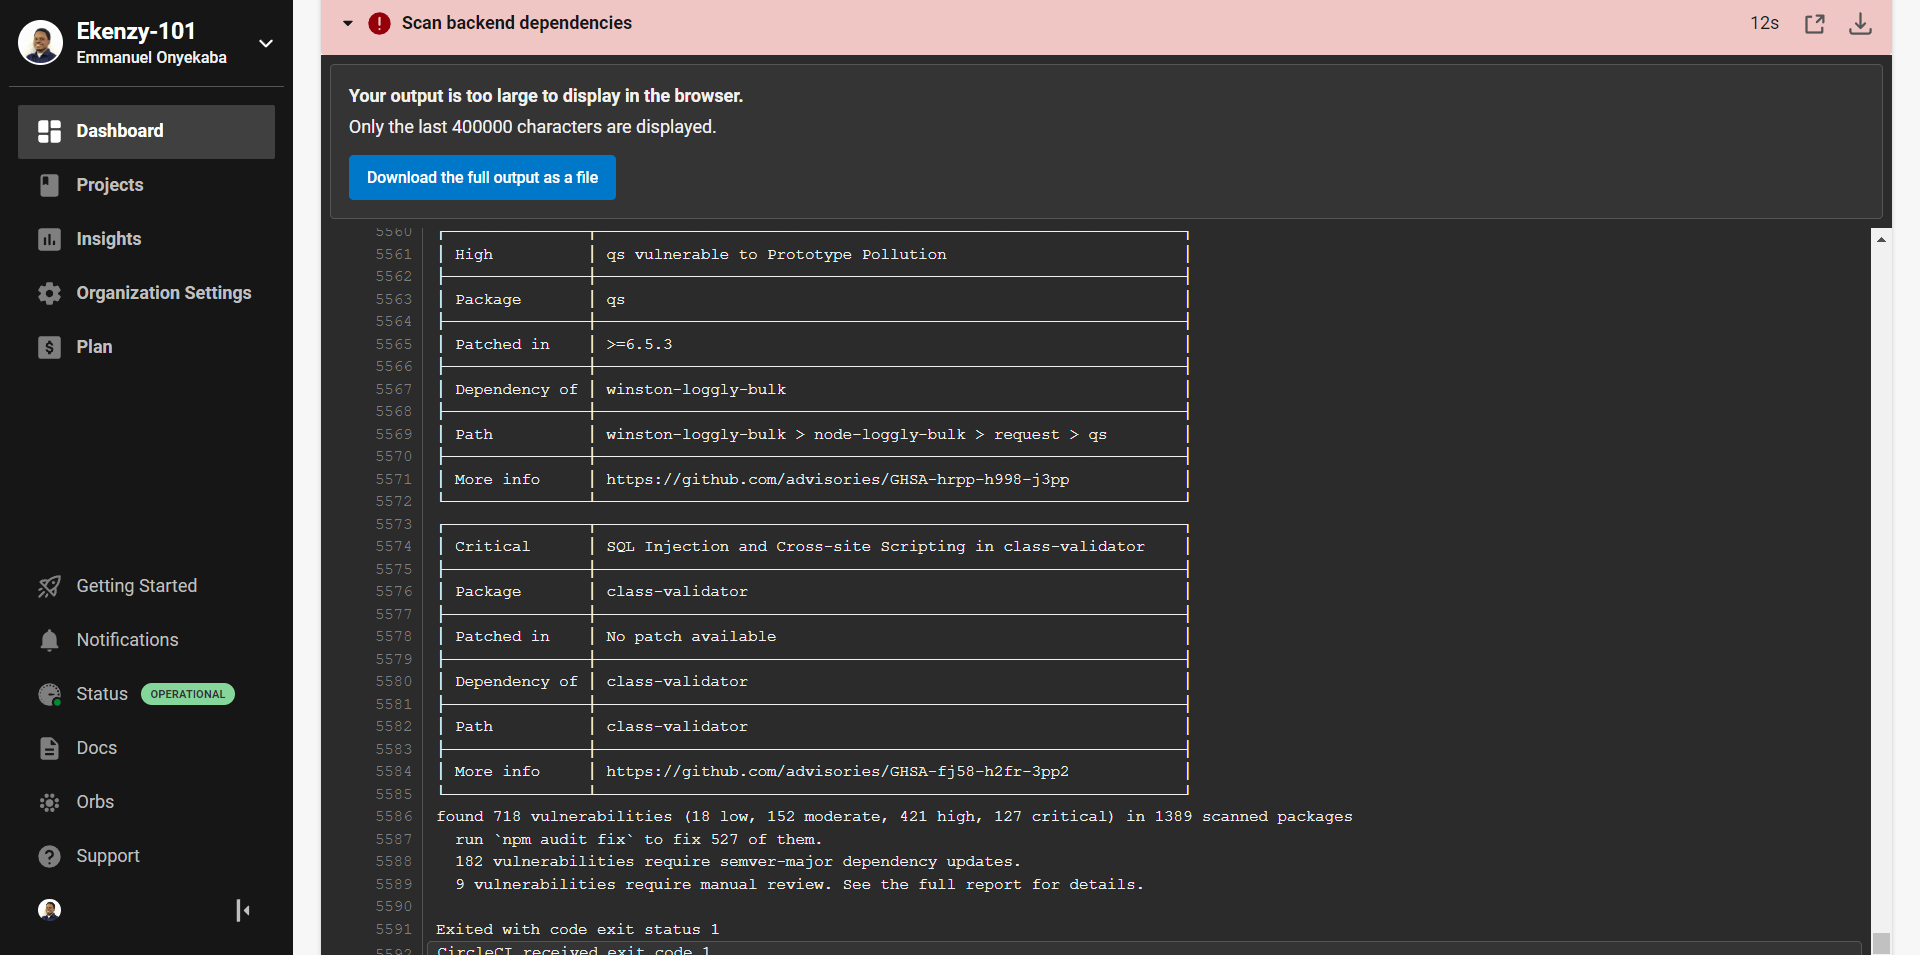 Ekenzy-101
Emmanuel Onyekaba
Dashboard
Projects
Insights
Organization Settings
Plan
Getting Started
Notifications
Status OPERATIONAL
Docs
Orbs
Support
Scan backend dependencies 12s
Your output is too large to display in the browser.
Only the last 400000 characters are displayed.
Download the full output as a file
5560
5561 High qs vulnerable to Prototype Pollution
5562
5563 Package qs
5564
5565 Patched in >=6.5.3
5566
5567 Dependency of winston-loggly-bulk
5568
5569 Path winston-loggly-bulk > node-loggly-bulk > request > qs
5570
5571 More info https://github.com/advisories/GHSA-hrpp-h998-j3pp
5572
5573
5574 Critical SQL Injection and Cross-site Scripting in class-validator
5575
5576 Package class-validator
5577
5578 Patched in No patch available
5579
5580 Dependency of class-validator
5581
5582 Path class-validator
5583
5584 More info https://github.com/advisories/GHSA-fj58-h2fr-3pp2
5585
5586 found 718 vulnerabilities (18 low, 152 moderate, 421 high, 127 critical) in 1389 scanned packages
5587 run `npm audit fix` to fix 527 of them.
5588 182 vulnerabilities require semver-major dependency updates.
5589 9 vulnerabilities require manual review. See the full report for details.
5590
5591 Exited with code exit status 1
5592 CircleCI received exit code 1